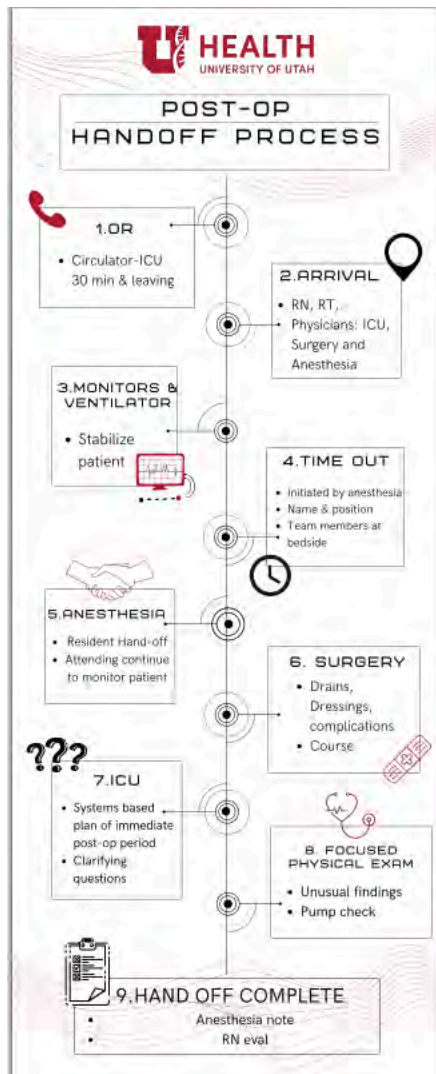 U HEALTH
UNIVERSITY OF UTAH
POST-OP
HANDOFF PROCESS
1.OR
• Circulator-ICU
30 min & leaving
2.ARRIVAL
• RN, RT,
• Physicians: ICU,
Surgery and
Anesthesia
3.MONITORS &
VENTILATOR
• Stabilize
patient
4.TIME OUT
• Initiated by anesthesia
• Name & position
• Team members at
bedside
5.ANESTHESIA
• Resident Hand-off
• Attending continue
to monitor patient
6. SURGERY
• Drains,
Dressings,
complications
• Course
???
7.ICU
• Systems based
plan of immediate
post-op period
• Clarifying
questions
8. FOCUSED
PHYSICAL EXAM
• Unusual findings
• Pump check
9.HAND OFF COMPLETE
• Anesthesia note
• RN eval